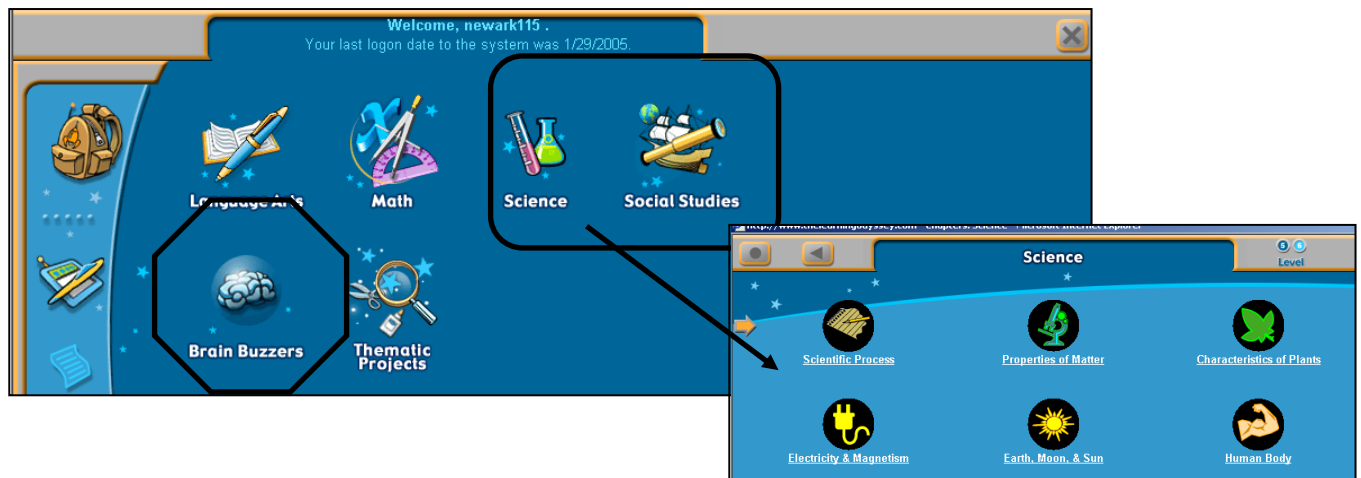 Welcome, newark115 .
Your last logon date to the system was 1/29/2005.
Language Arts
Math
Science
Social Studies
Brain Buzzers
Thematic
Projects
Science
5 6
Level
Scientific Process
Properties of Matter
Characteristics of Plants
Electricity & Magnetism
Earth, Moon, & Sun
Human Body